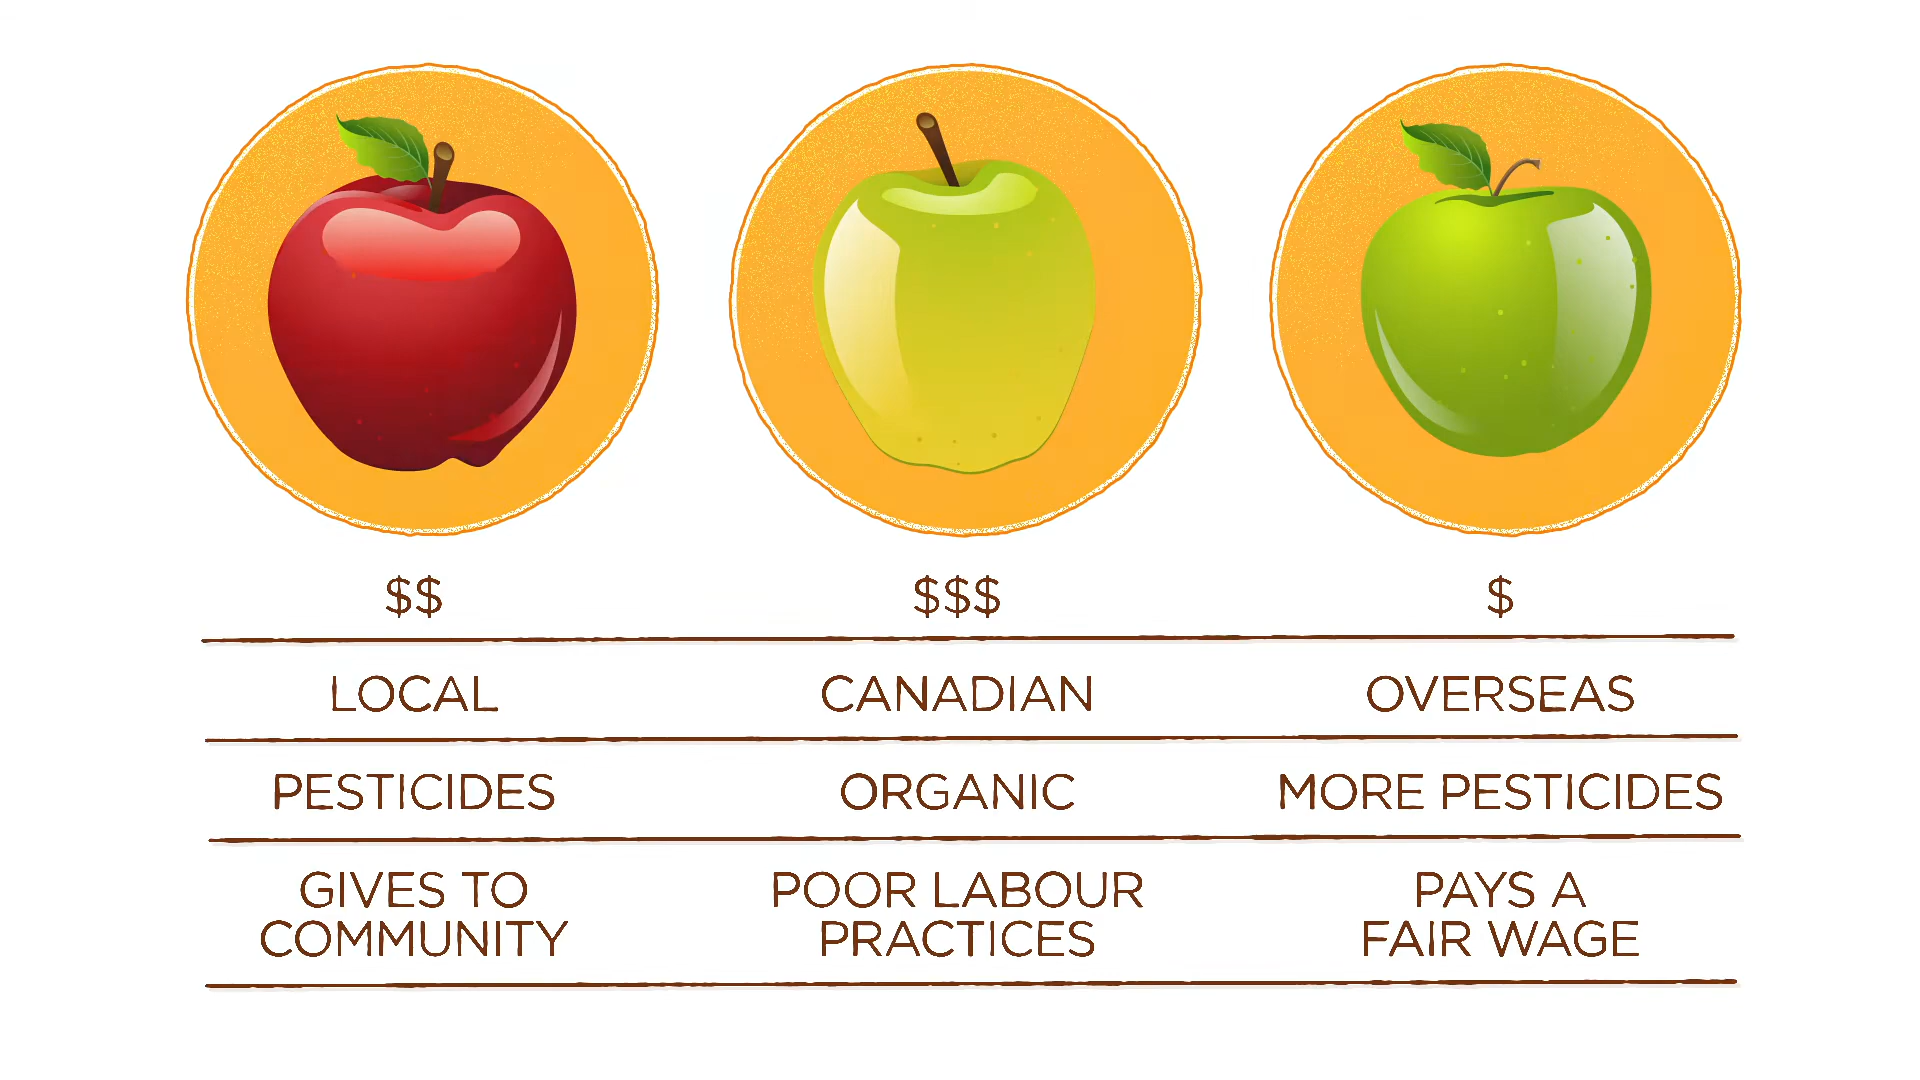 $$ $$$ $
LOCAL CANADIAN OVERSEAS
PESTICIDES ORGANIC MORE PESTICIDES
GIVES TO POOR LABOUR PAYS A
COMMUNITY PRACTICES FAIR WAGE